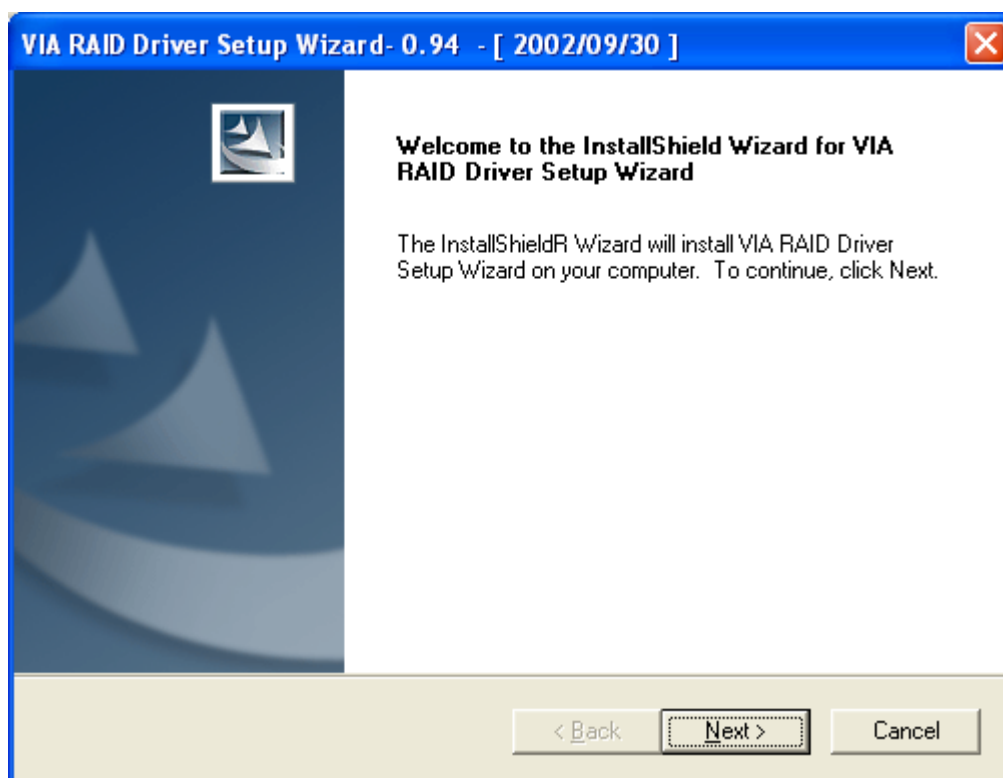 VIA RAID Driver Setup Wizard- 0.94 - [ 2002/09/30 ]
Welcome to the InstallShield Wizard for VIA
RAID Driver Setup Wizard
The InstallShieldR Wizard will install VIA RAID Driver
Setup Wizard on your computer. To continue, click Next.
< Back
Next >
Cancel